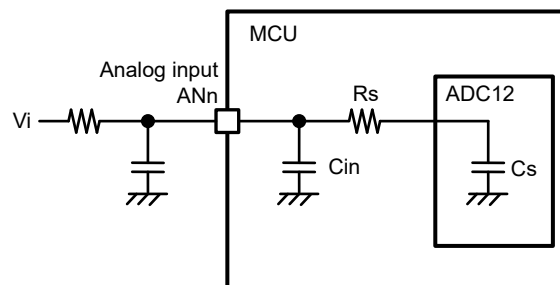 MCU
Analog input
ANn
Rs
ADC12
Vi
Cin
Cs